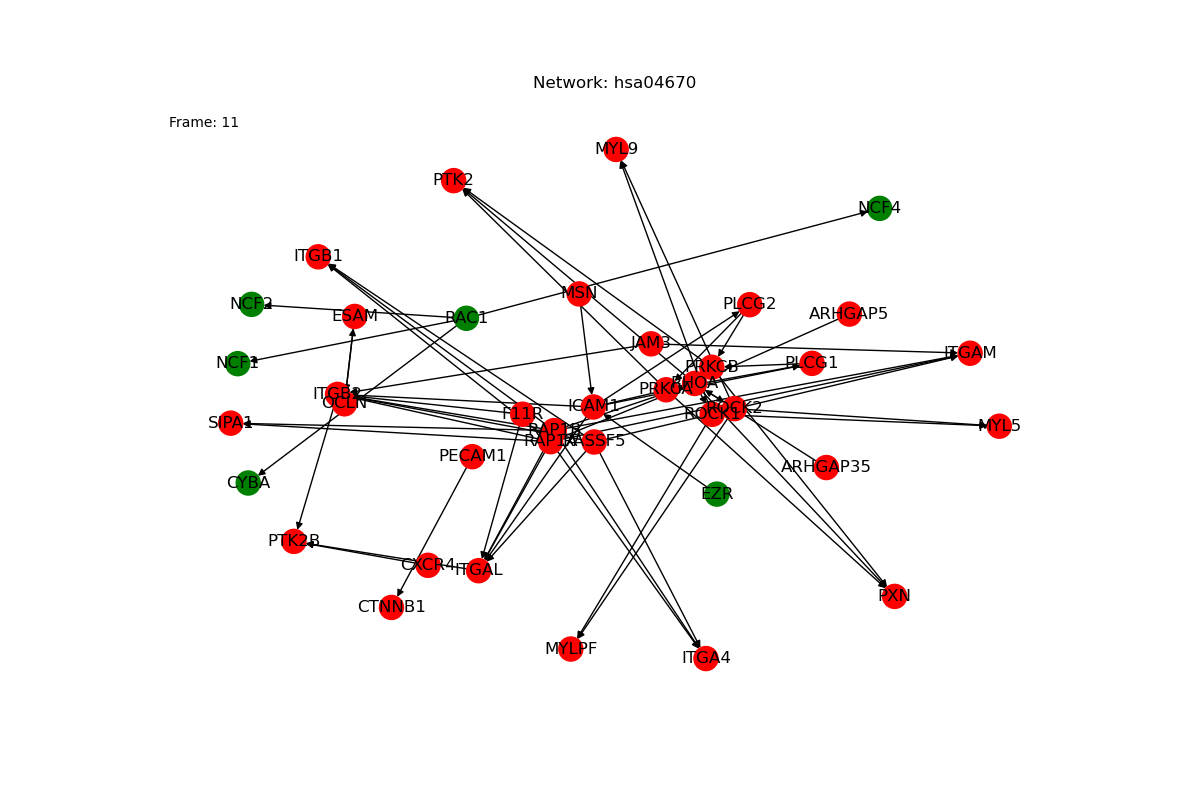 Network: hsa04670
Frame: 11
MYL9
PTK2
NCF4
ITGB1
MSN
NCF2
ESAM
RAC1
PLCG2
ARHGAP5
JAM3
ITGAM
NCF1
PRKCB
PLCG1
RHOA
PRKCA
ITGB2
OCLN
ICAM1
ROCK2
F11R
ROCK1
SIPA1
MYL5
RAP1B
RAP1A
RASSF5
PECAM1
ARHGAP35
CYBA
EZR
PTK2B
CXCR4
ITGAL
CTNNB1
PXN
MYLPF
ITGA4